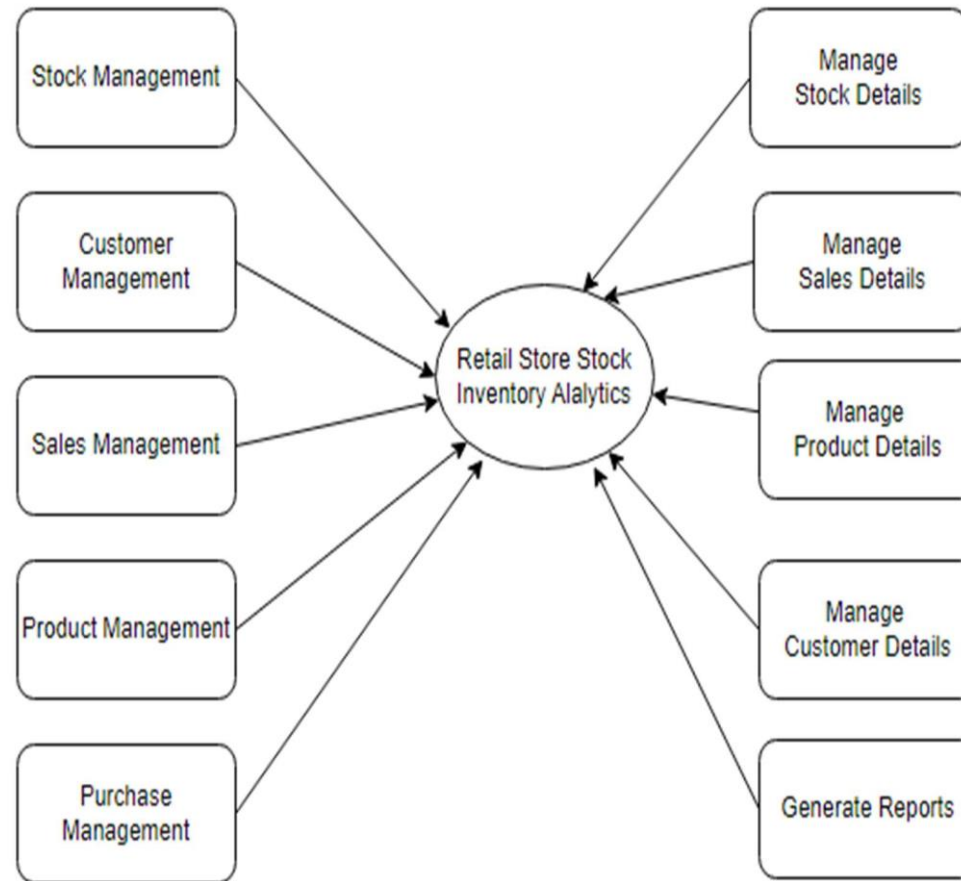 Stock Management
Customer
Management
Sales Management
Product Management
Purchase
Management
Retail Store Stock
Inventory Alalytics
Manage
Stock Details
Manage
Sales Details
Manage
Product Details
Manage
Customer Details
Generate Reports